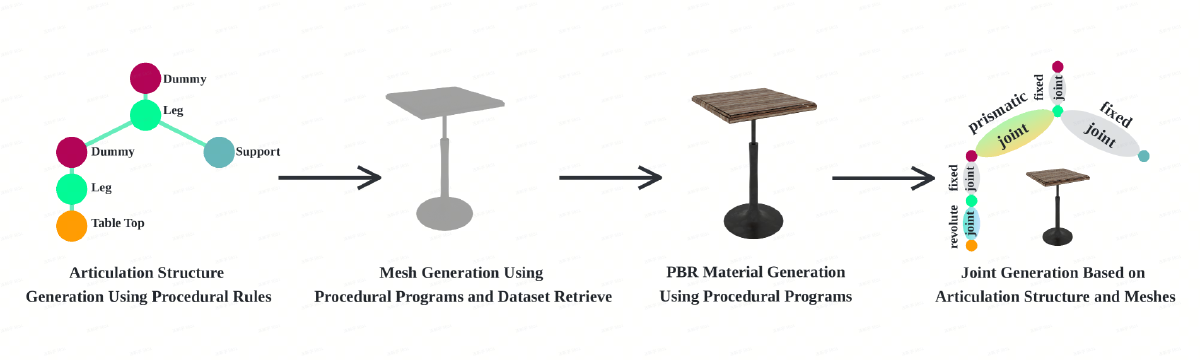 Dummy
Leg
Dummy
Support
Leg
Table Top
Articulation Structure
Generation Using Procedural Rules
Mesh Generation Using
Procedural Programs and Dataset Retrieve
PBR Material Generation
Using Procedural Programs
fixed
joint
prismatic
joint
fixed
joint
fixed
joint
revolute
joint
Joint Generation Based on
Articulation Structure and Meshes